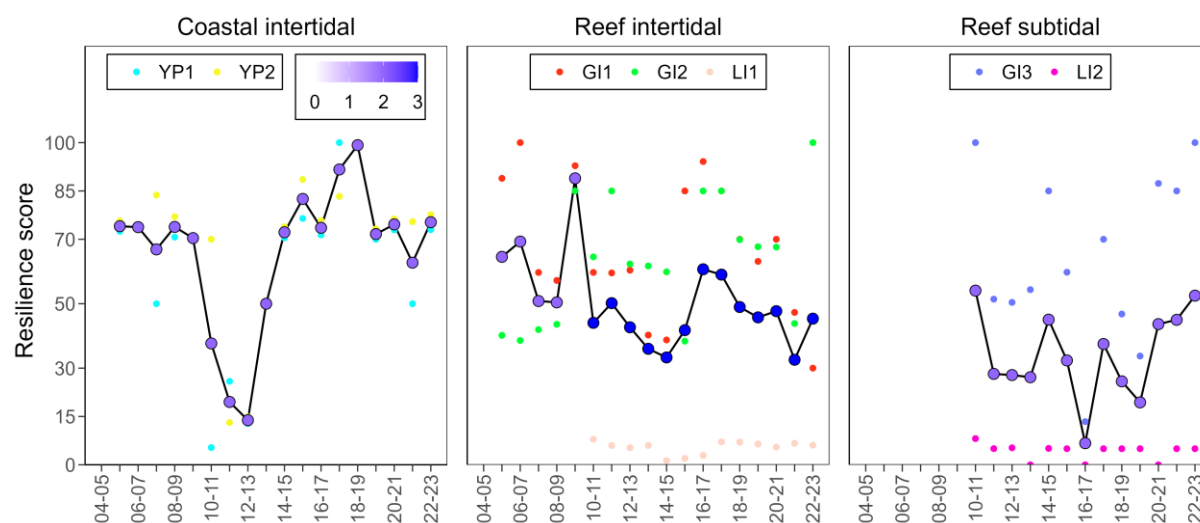 Coastal intertidal
Reef intertidal
Reef subtidal
YP1 YP2
0 1 2 3
GI1 GI2 LI1
GI3 LI2
Resilience score
100
85
70
50
30
15
0
04-05 06-07 08-09 10-11 12-13 14-15 16-17 18-19 20-21 22-23
04-05 06-07 08-09 10-11 12-13 14-15 16-17 18-19 20-21 22-23
04-05 06-07 08-09 10-11 12-13 14-15 16-17 18-19 20-21 22-23